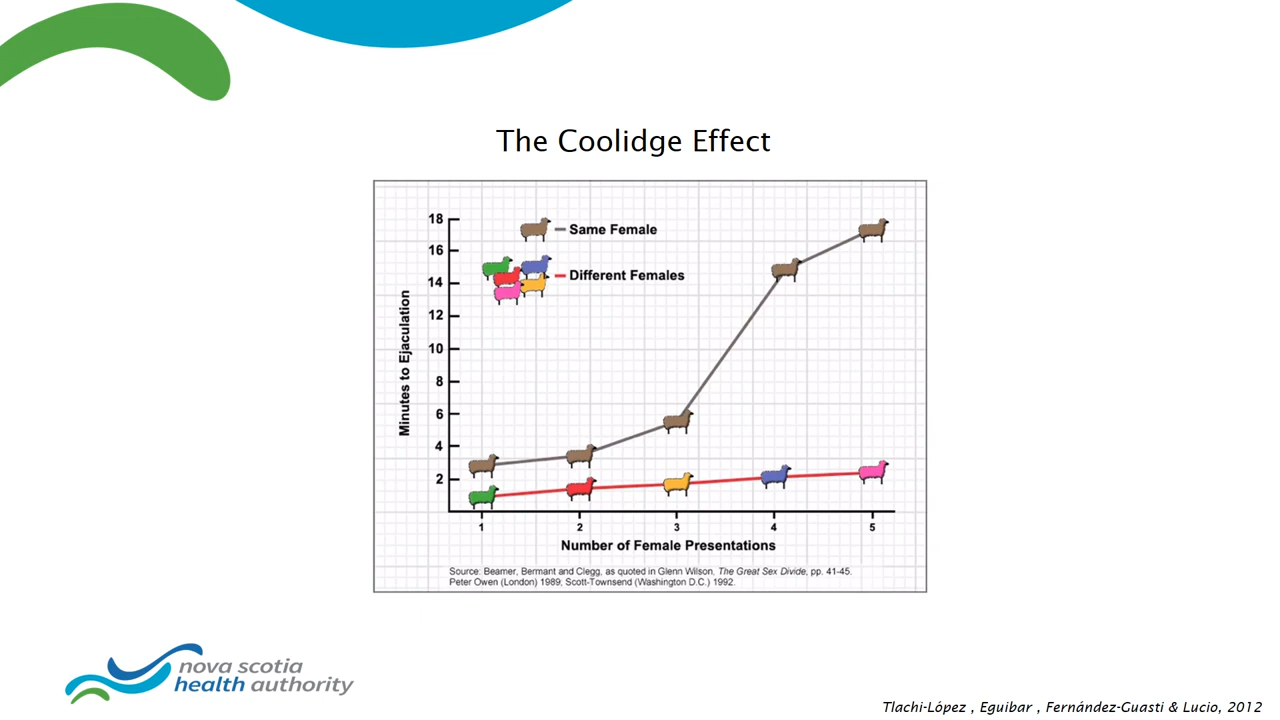 The Coolidge Effect
18
16
14
12
10
8
6
4
2
Minutes to Ejaculation
Same Female
Different Females
1 2 3 4 5
Number of Female Presentations
Source: Beamer, Bermant and Clegg, as quoted in Glenn Wilson. The Great Sex Divide, pp. 41-45.
Peter Owen (London) 1989; Scott-Townsend (Washington D.C.) 1992.
nova scotia
health authority
Tlachi-López , Eguibar , Fernández-Guasti & Lucio, 2012